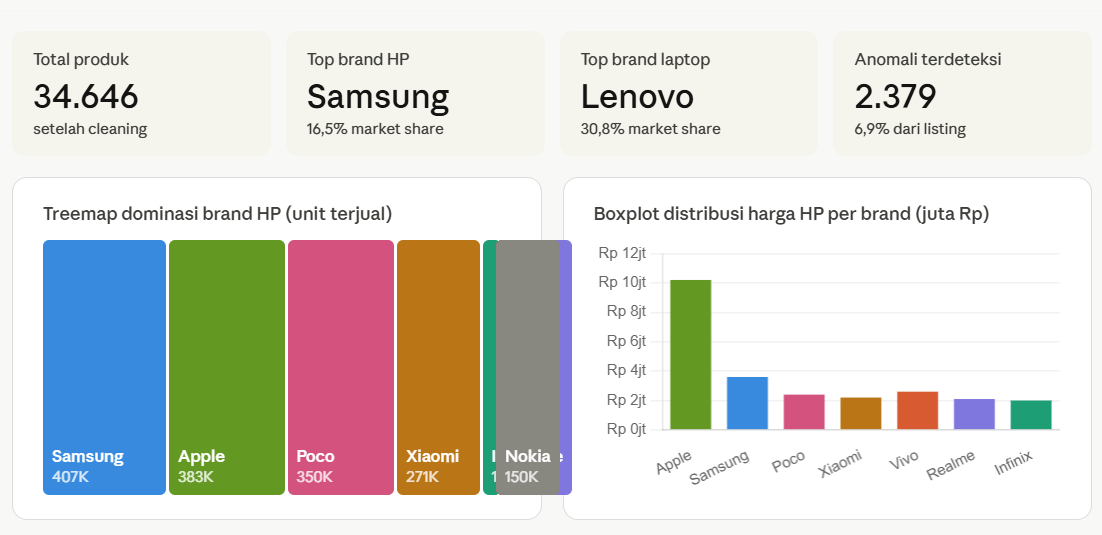 Total produk
34.646
setelah cleaning
Top brand HP
Samsung
16,5% market share
Top brand laptop
Lenovo
30,8% market share
Anomali terdeteksi
2.379
6,9% dari listing
Treemap dominasi brand HP (unit terjual)
Samsung
407K
Apple
383K
Poco
350K
Xiaomi
271K
Nokia
150K
Boxplot distribusi harga HP per brand (juta Rp)
Rp 12jt
Rp 10jt
Rp 8jt
Rp 6jt
Rp 4jt
Rp 2jt
Rp 0jt
Apple
Samsung
Poco
Xiaomi
Vivo
Realme
Infinix